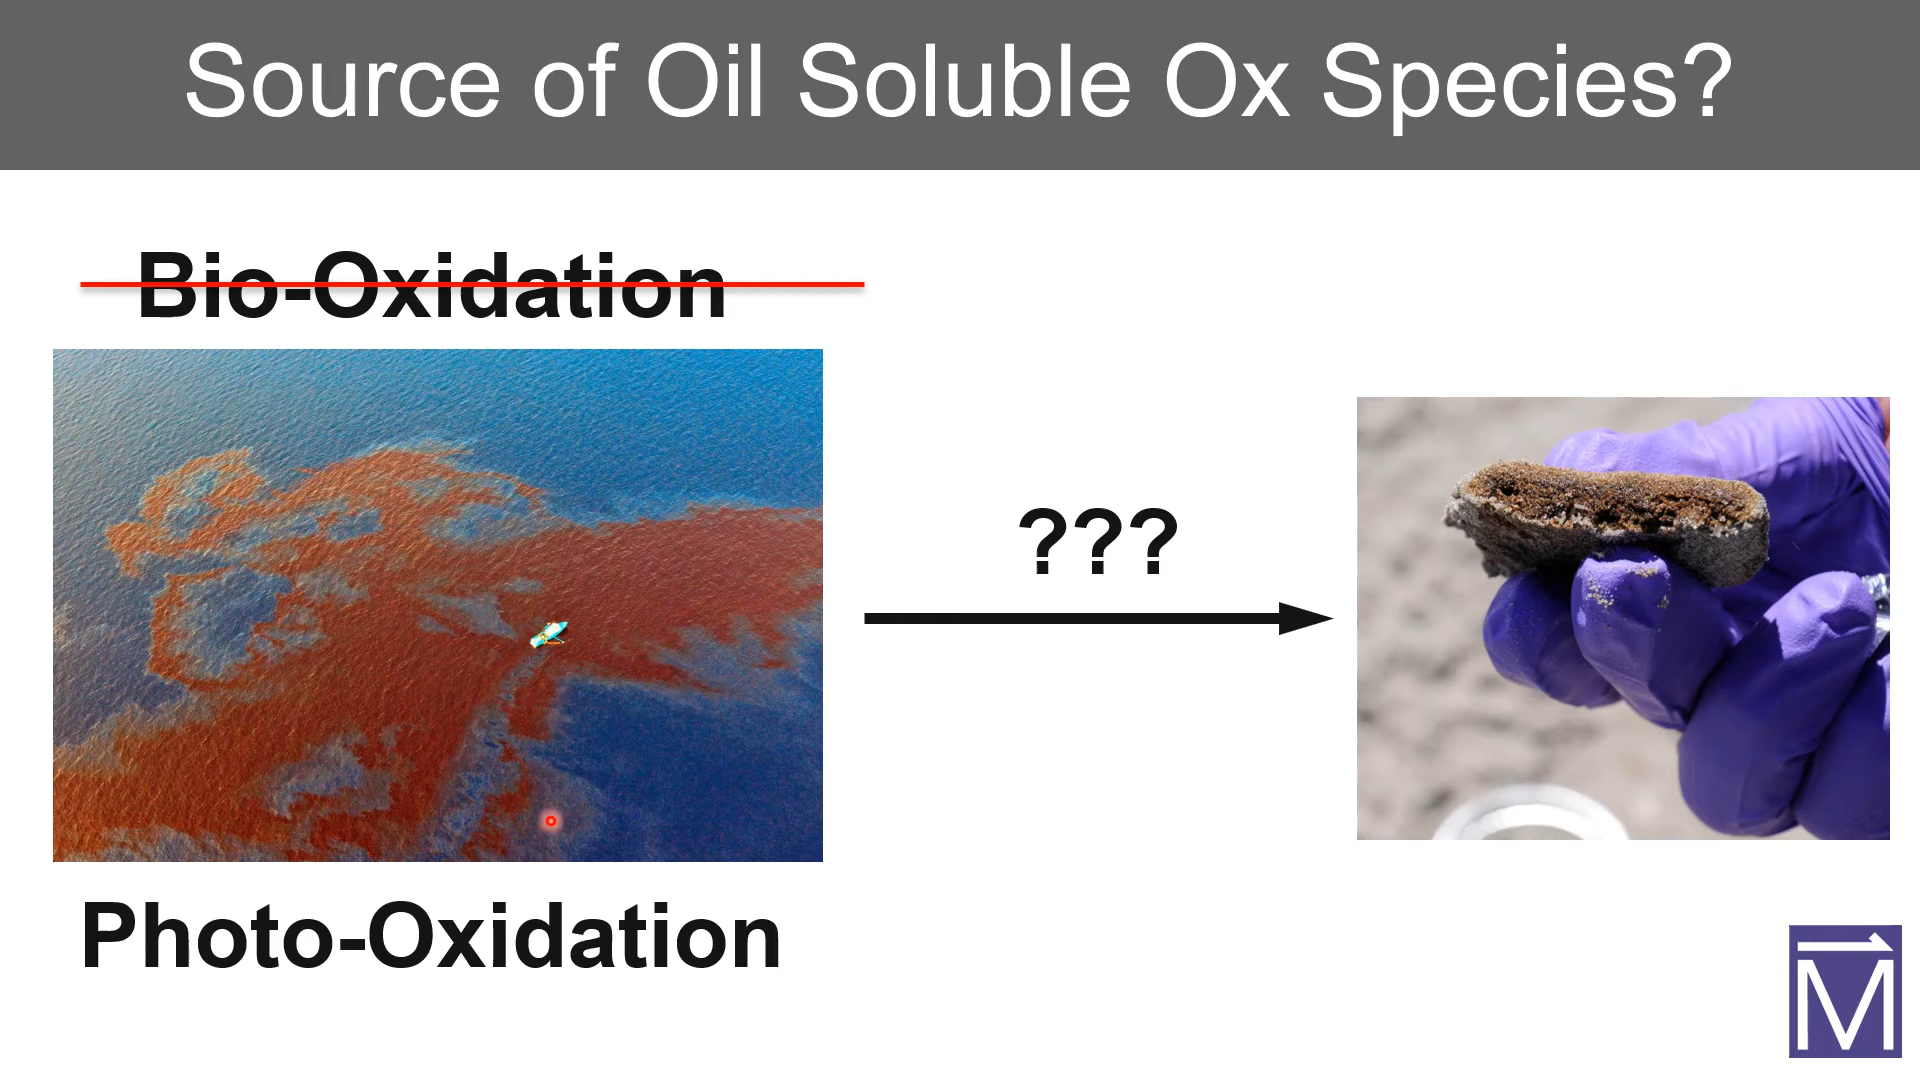 Source of Oil Soluble Ox Species?
Bio-Oxidation
???
Photo-Oxidation
M